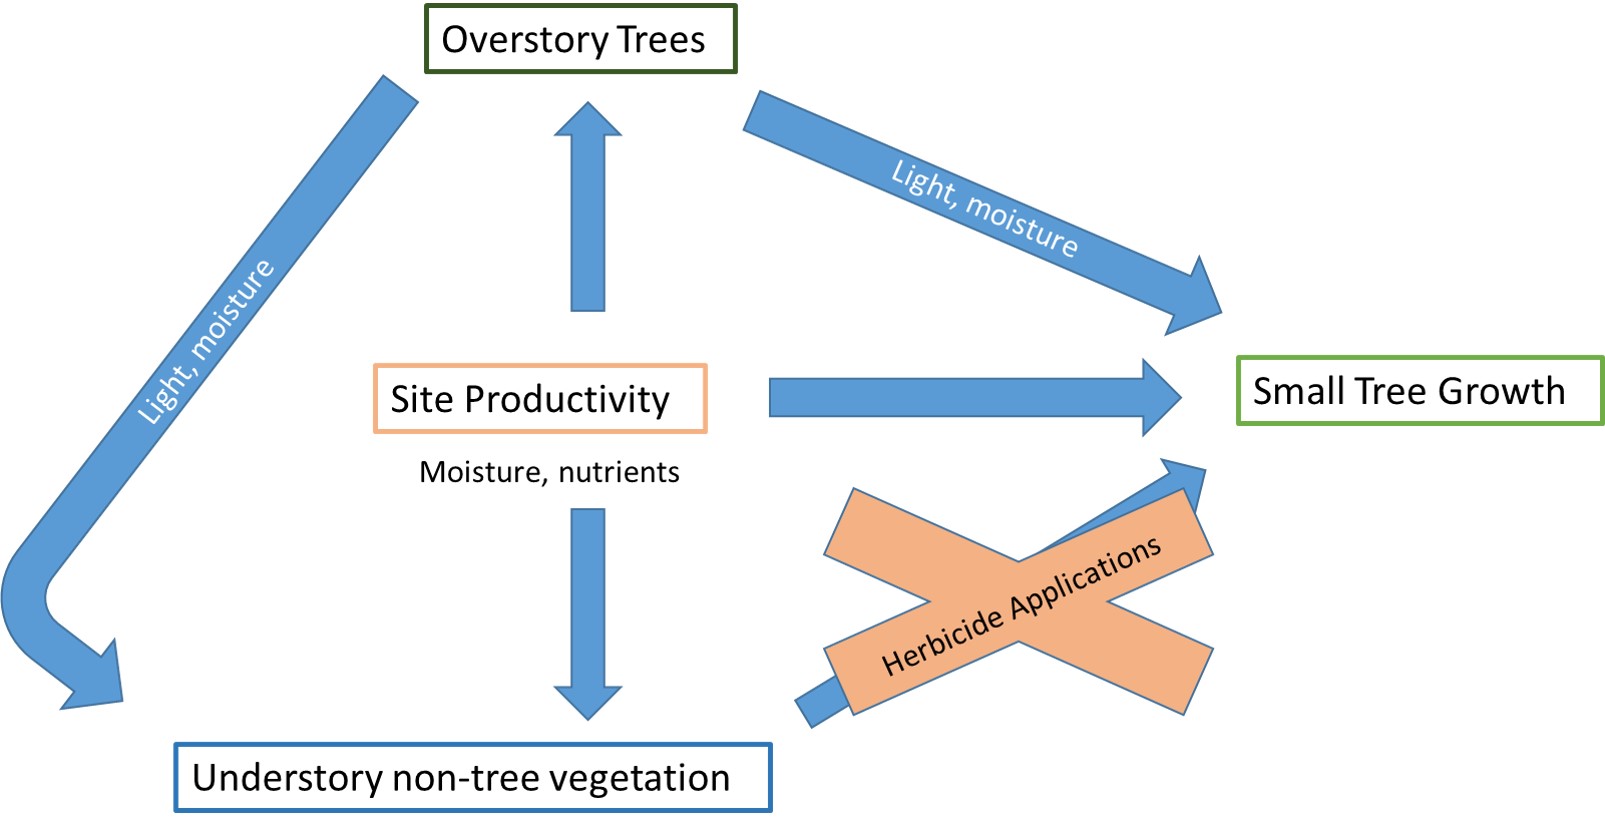 Overstory Trees
Light, moisture
Light, moisture
Site Productivity
Small Tree Growth
Moisture, nutrients
Herbicide Applications
Understory non-tree vegetation